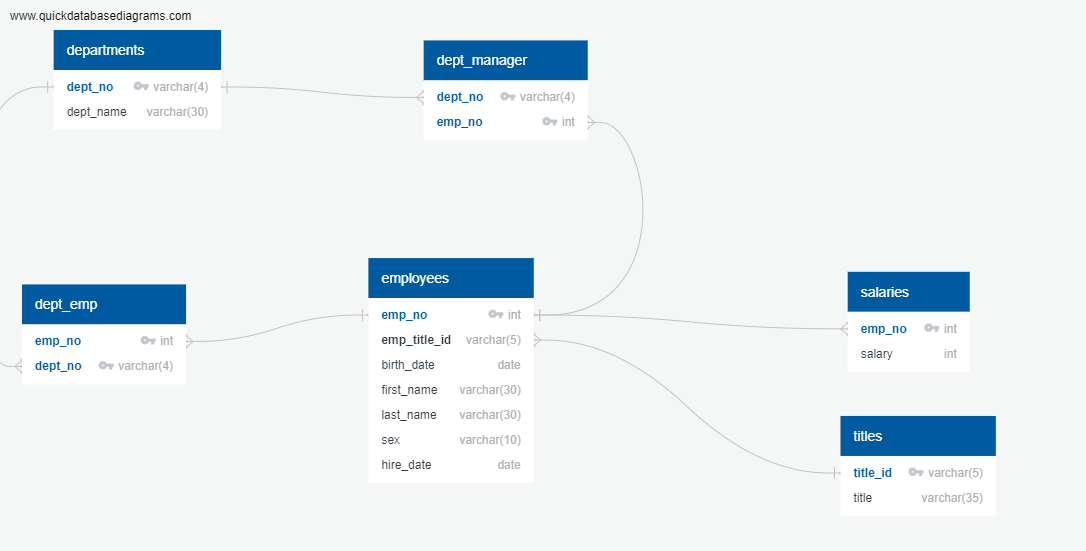 www.quickdatabasediagrams.com
departments
dept_no varchar(4)
dept_name varchar(30)
dept_manager
dept_no varchar(4)
emp_no int
dept_emp
emp_no int
dept_no varchar(4)
employees
emp_no int
emp_title_id varchar(5)
birth_date date
first_name varchar(30)
last_name varchar(30)
sex varchar(10)
hire_date date
salaries
emp_no int
salary int
titles
title_id varchar(5)
title varchar(35)